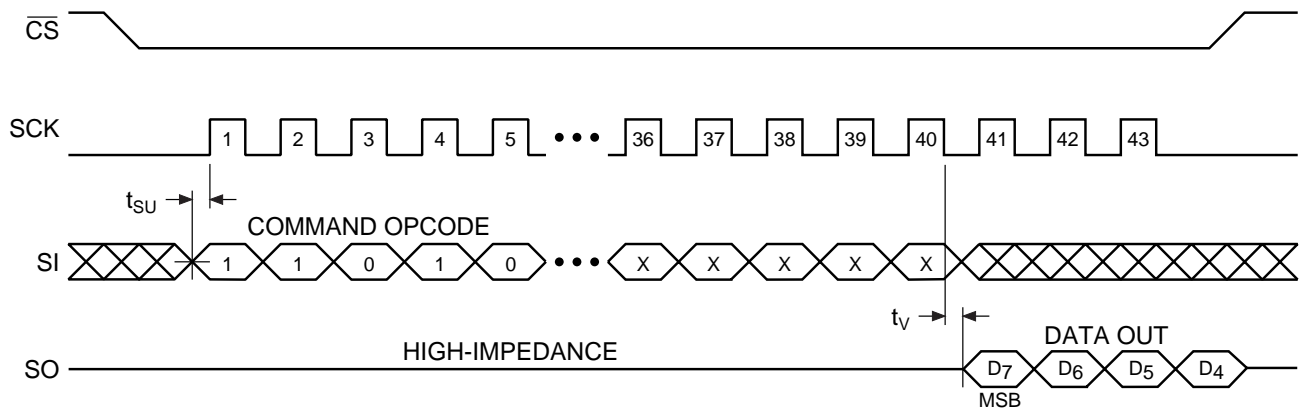 CS
SCK 1 2 3 4 5 ••• 36 37 38 39 40 41 42 43
tSU
COMMAND OPCODE
SI 1 1 0 1 0 ••• X X X X X
tV
HIGH-IMPEDANCE
DATA OUT
SO D7 D6 D5 D4
MSB